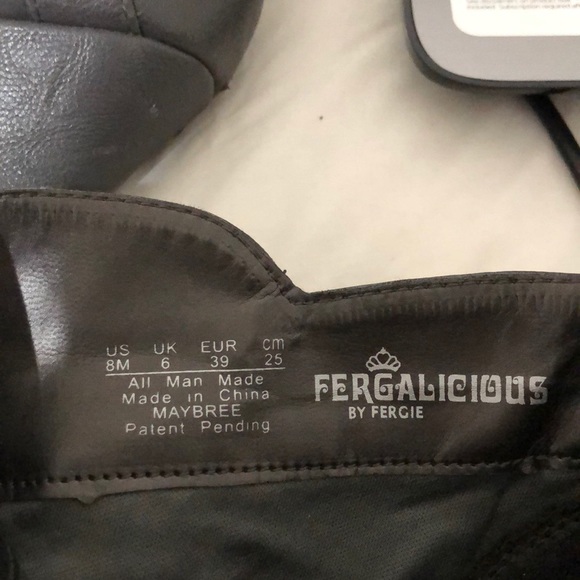 US UK EUR cm
8M 6 39 25
All Man Made
Made in China
MAYBREE
Patent Pending
FERGALICIOUS
BY FERGIE